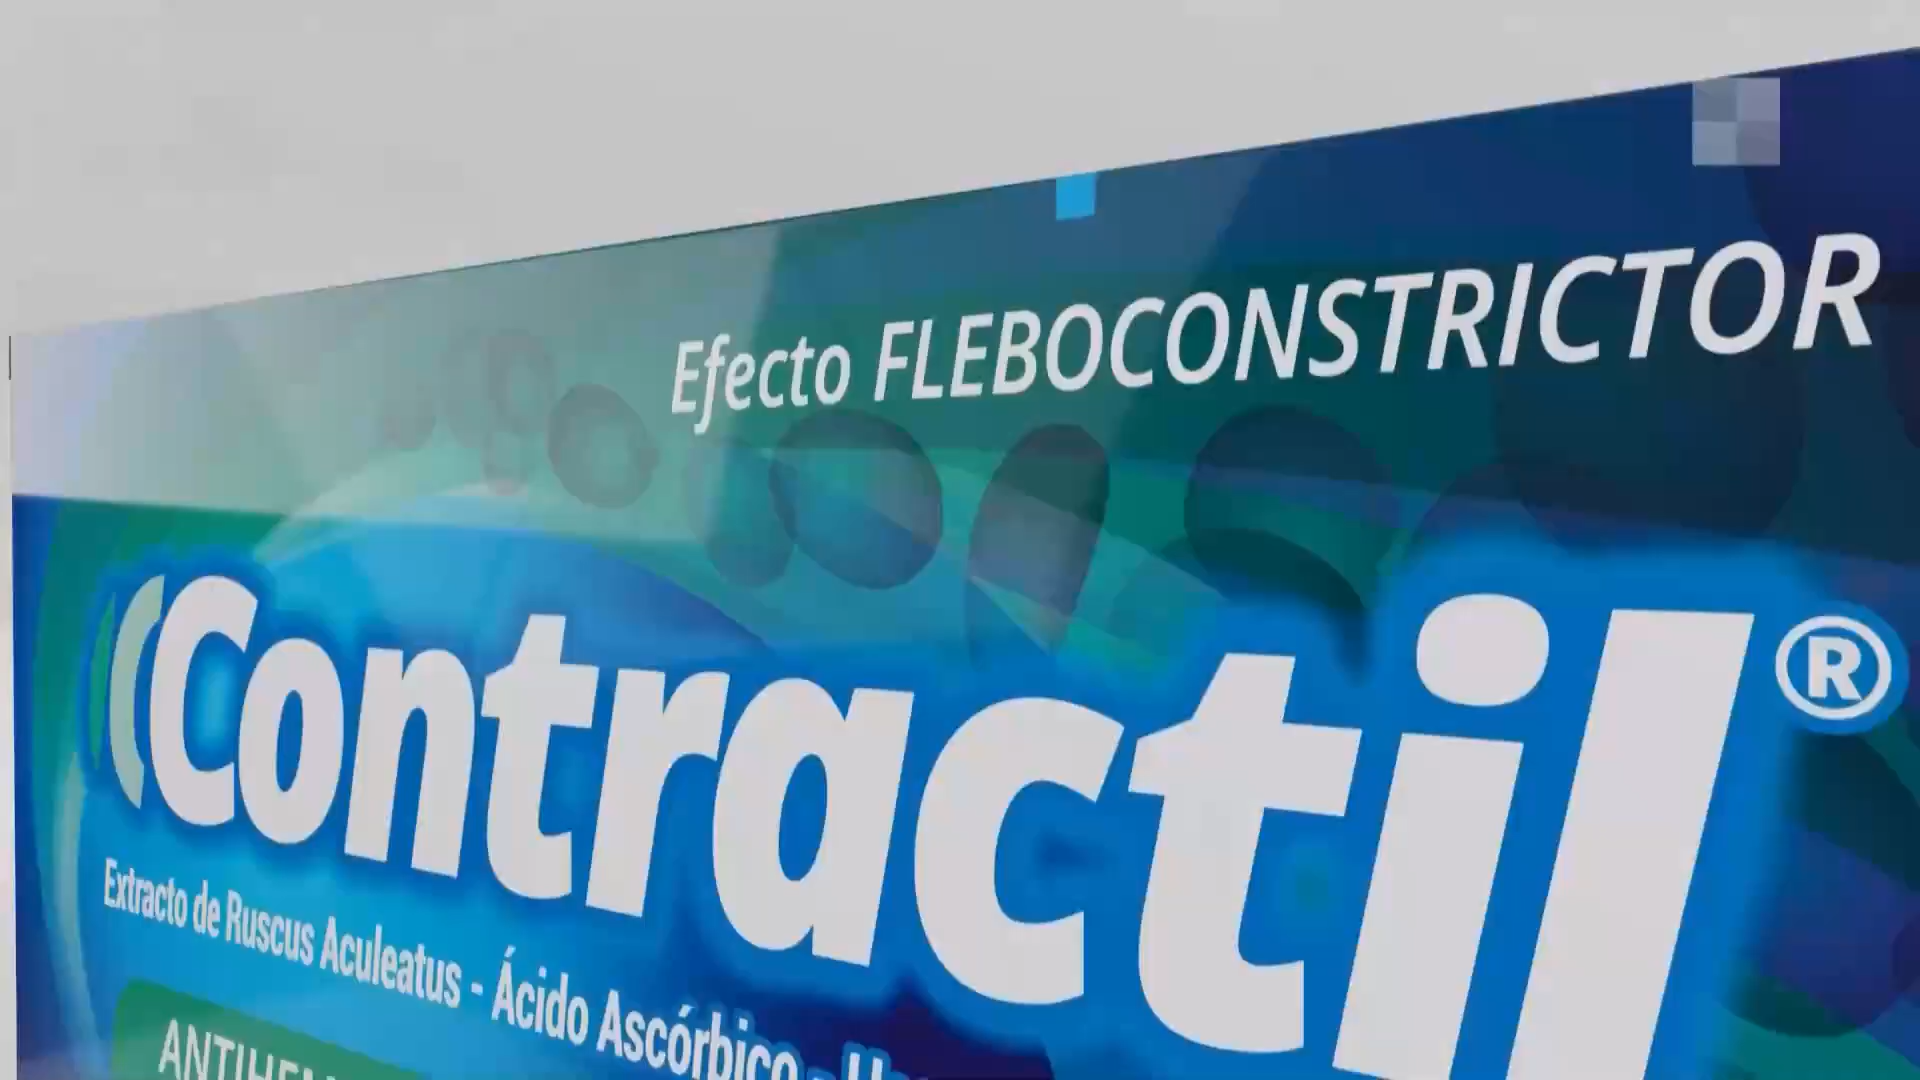 Efecto FLEBOCONSTRICTOR
Contractil®
Extracto de Ruscus Aculeatus - Ácido Ascórbico -